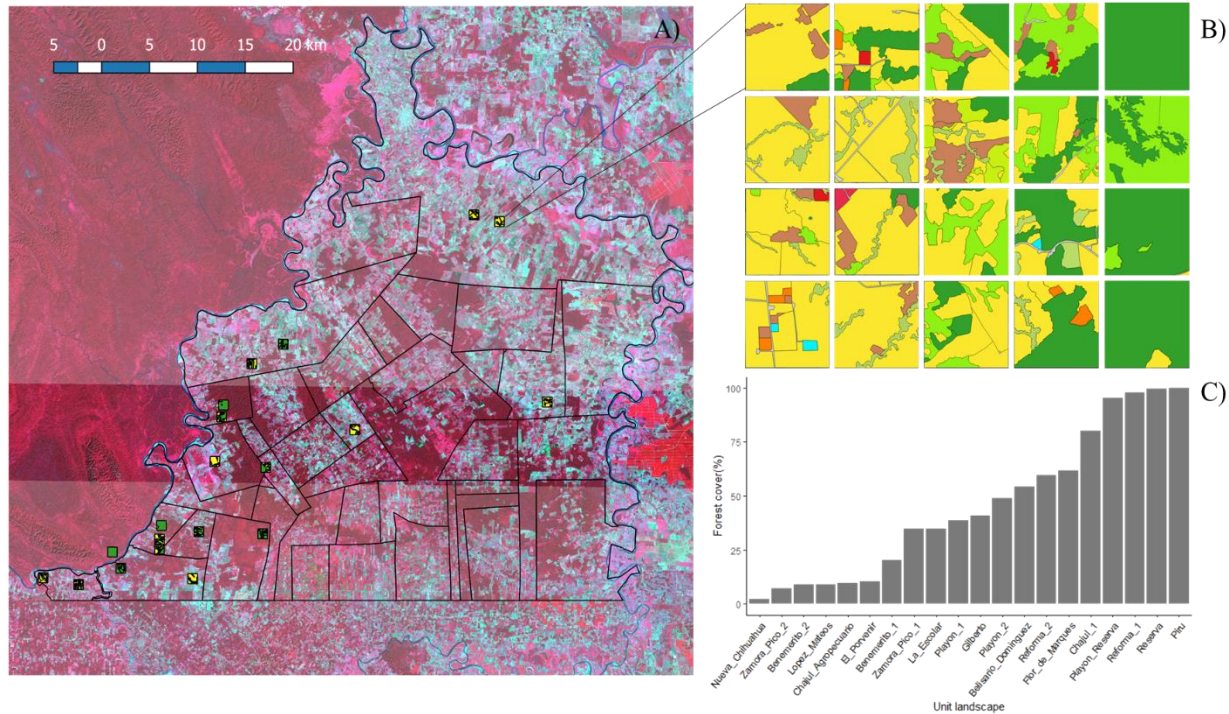 A)
5 0 5 10 15 20 km
B)
C)
Forest cover(%)
100
75
50
25
0
Nueva_Chihuahua
Zamora_Pico_2
Benemerito_2
Lopez_Mateos
Chajul_Agropecuario
El_Porvenir
Benemerito_1
Zamora_Pico_1
La_Escolar
Playon_1
Gilberto
Playon_2
Belisario_Dominguez
Reforma_2
Flor_de_Marques
Chajul_1
Playon_Reserva
Reforma_1
Reserva
Piru
Unit landscape